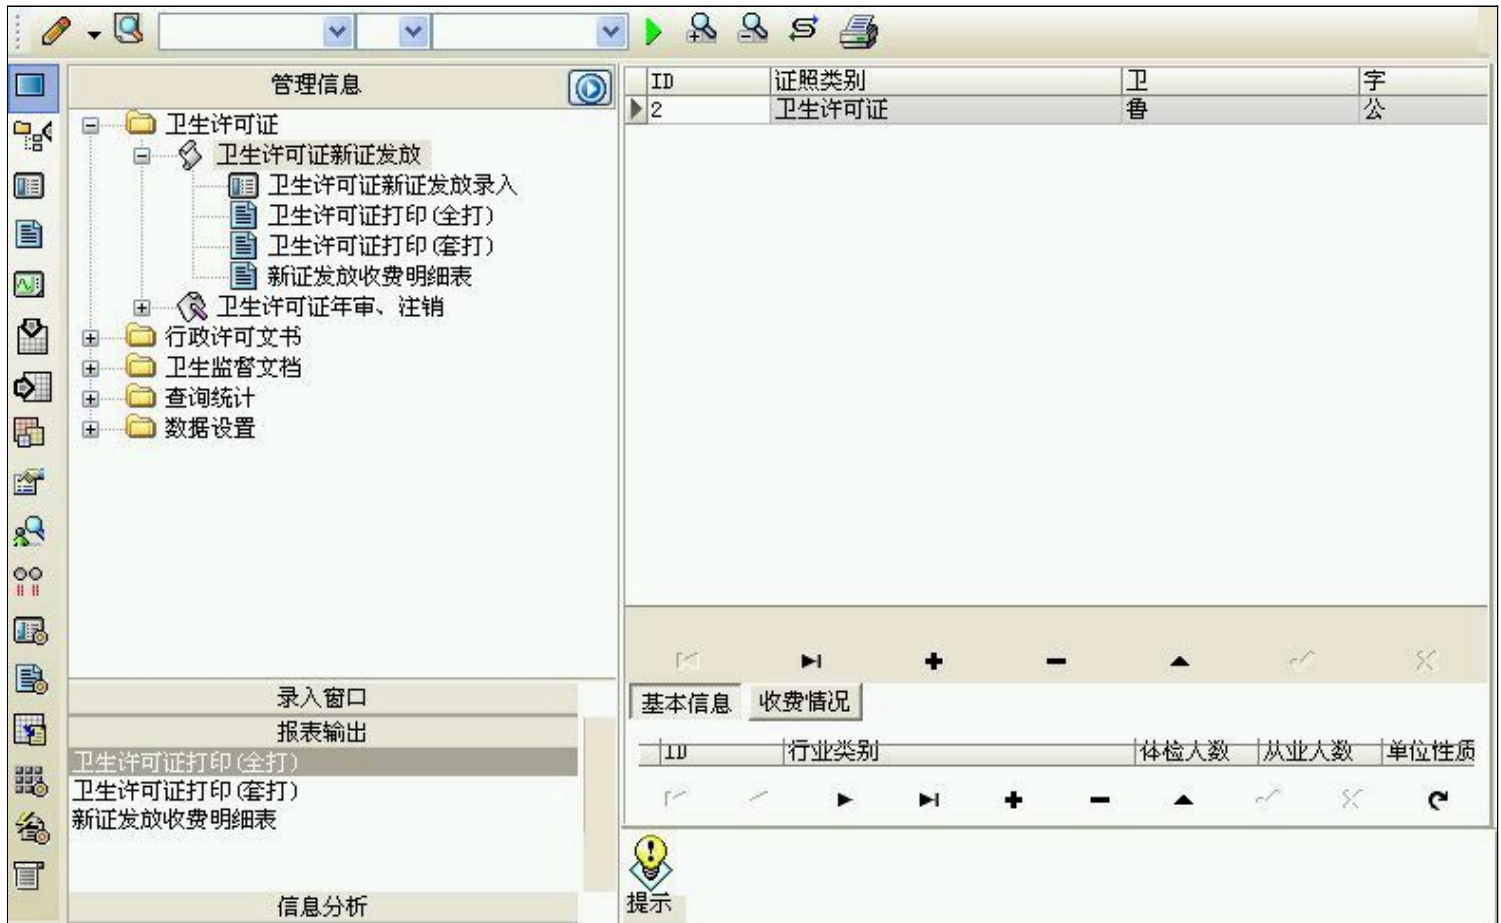 管理信息
卫生许可证
卫生许可证新证发放
卫生许可证新证发放录入
卫生许可证打印(全打)
卫生许可证打印(套打)
新证发放收费明细表
卫生许可证年审、注销
行政许可文书
卫生监督文档
查询统计
数据设置
录入窗口
报表输出
卫生许可证打印(全打)
卫生许可证打印(套打)
新证发放收费明细表
信息分析
ID 证照类别 卫 字
2 卫生许可证 鲁 公
基本信息 收费情况
ID 行业类别 体检人数 从业人数 单位性质
提示